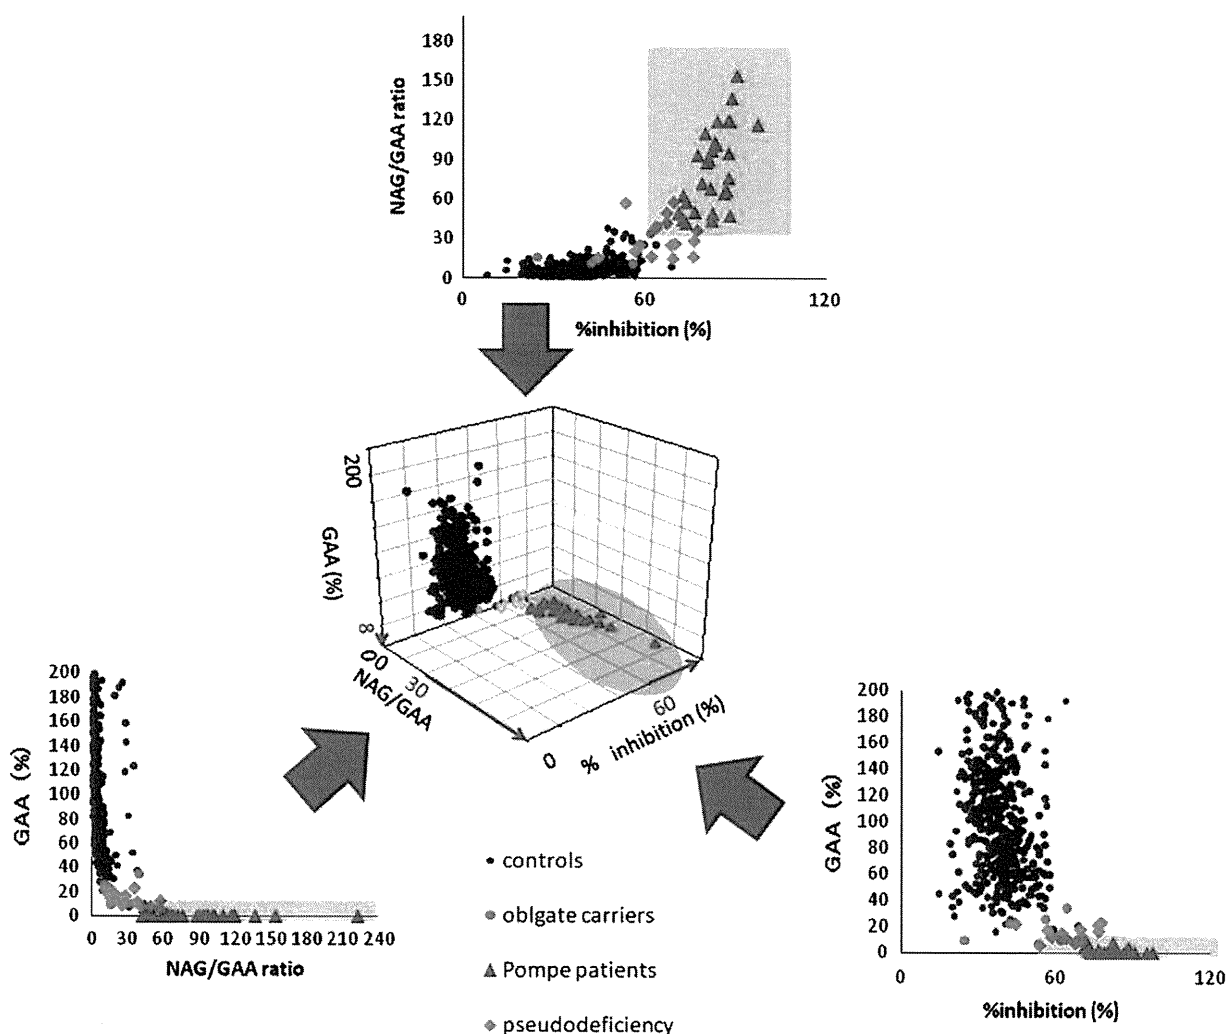 180
150
120
90
60
30
0
NAG/GAA ratio
0 60 120
%inhibition (%)
200
GAA (%)
8
0
0
30
NAG/GAA
60
0
% inhibition (%)
200
180
160
140
120
100
80
60
40
20
0
GAA (%)
0 30 60 90 120 150 180 210 240
NAG/GAA ratio
controls
oblgate carriers
Pompe patients
pseudodeficiency
200
180
160
140
120
100
80
60
40
20
0
GAA (%)
0 60 120
%inhibition (%)